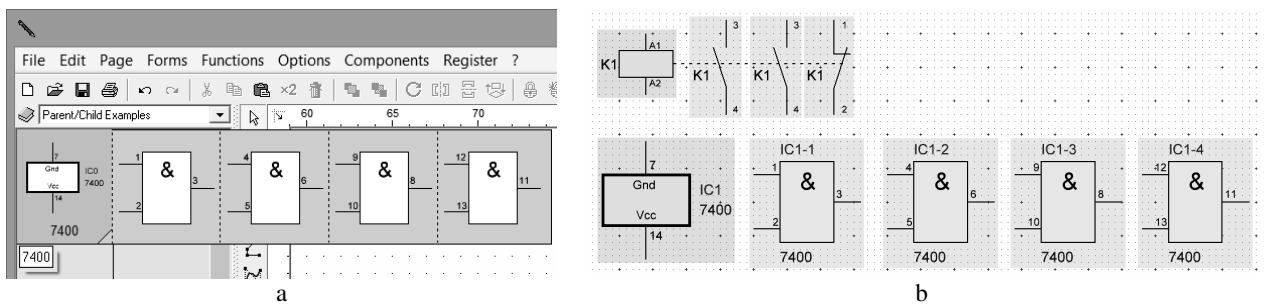 File Edit Page Forms Functions Options Components Register ?
×2
Parent/Child Examples
60 65 70
7 Gnd Vcc 14 IC0 7400
1 2 & 3
4 5 & 6
9 10 & 8
12 13 & 11
7400
7400
a
K1 A1 A2
K1 3 4
K1 3 4
K1 1 2
7 Gnd Vcc 14 IC1 7400
IC1-1 1 2 & 3 7400
IC1-2 4 5 & 6 7400
IC1-3 9 10 & 8 7400
IC1-4 12 13 & 11 7400
b